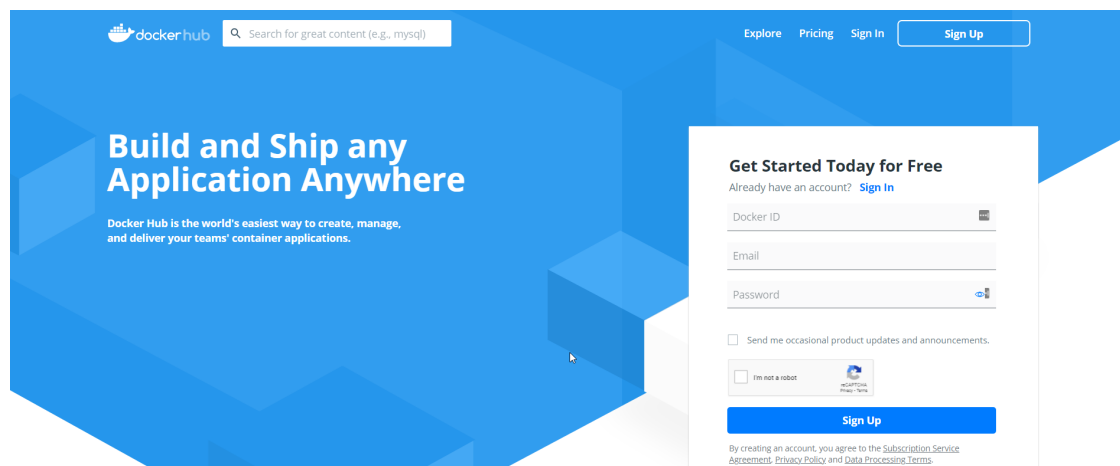 dockerhub
Search for great content (e.g., mysql)
Explore
Pricing
Sign In
Sign Up
Build and Ship any
Application Anywhere
Docker Hub is the world's easiest way to create, manage,
and deliver your teams' container applications.
Get Started Today for Free
Already have an account? Sign In
Docker ID
Email
Password
Send me occasional product updates and announcements.
I'm not a robot
reCAPTCHA
Privacy - Terms
Sign Up
By creating an account, you agree to the Subscription Service
Agreement, Privacy Policy and Data Processing Terms.